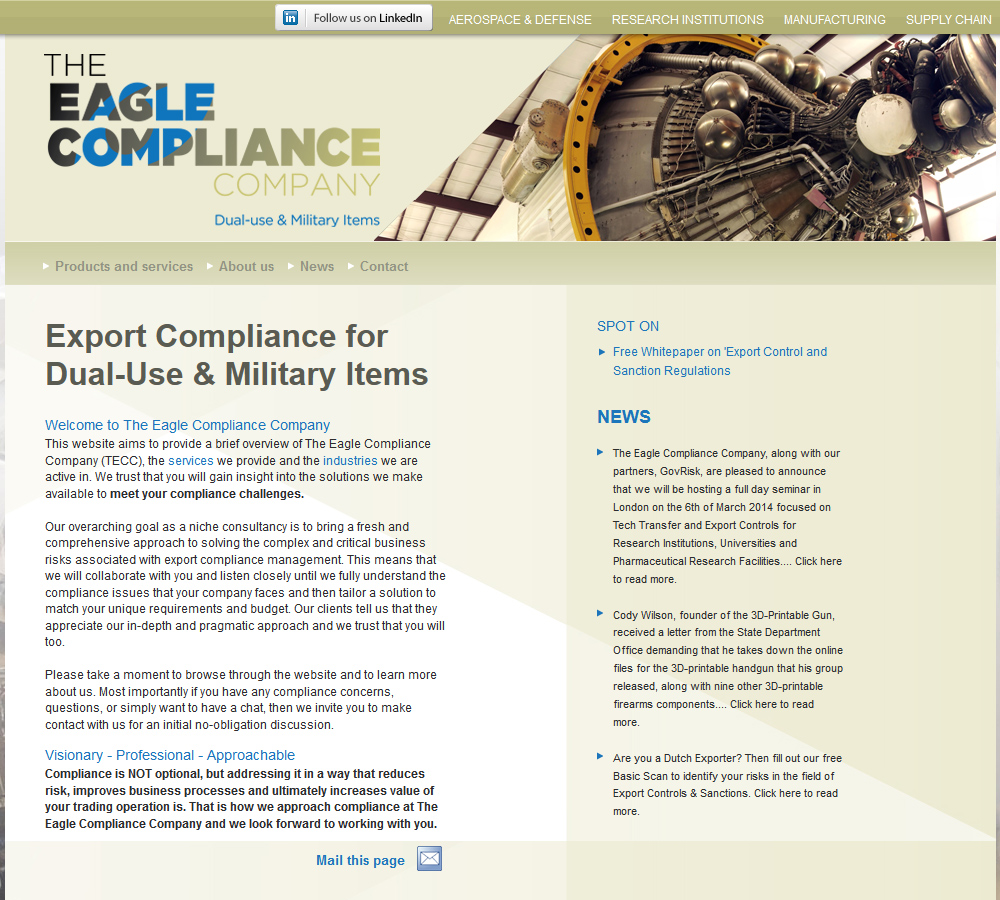 in Follow us on LinkedIn AEROSPACE & DEFENSE RESEARCH INSTITUTIONS MANUFACTURING SUPPLY CHAIN
THE
EAGLE
COMPLIANCE
COMPANY
Dual-use & Military Items
Products and services About us News Contact
Export Compliance for
Dual-Use & Military Items
Welcome to The Eagle Compliance Company
This website aims to provide a brief overview of The Eagle Compliance
Company (TECC), the services we provide and the industries we are
active in. We trust that you will gain insight into the solutions we make
available to meet your compliance challenges.
Our overarching goal as a niche consultancy is to bring a fresh and
comprehensive approach to solving the complex and critical business
risks associated with export compliance management. This means that
we will collaborate with you and listen closely until we fully understand the
compliance issues that your company faces and then tailor a solution to
match your unique requirements and budget. Our clients tell us that they
appreciate our in-depth and pragmatic approach and we trust that you will
too.
Please take a moment to browse through the website and to learn more
about us. Most importantly if you have any compliance concerns,
questions, or simply want to have a chat, then we invite you to make
contact with us for an initial no-obligation discussion.
Visionary - Professional - Approachable
Compliance is NOT optional, but addressing it in a way that reduces
risk, improves business processes and ultimately increases value of
your trading operation is. That is how we approach compliance at The
Eagle Compliance Company and we look forward to working with you.
Mail this page
SPOT ON
Free Whitepaper on 'Export Control and
Sanction Regulations
NEWS
The Eagle Compliance Company, along with our
partners, GovRisk, are pleased to announce
that we will be hosting a full day seminar in
London on the 6th of March 2014 focused on
Tech Transfer and Export Controls for
Research Institutions, Universities and
Pharmaceutical Research Facilities.... Click here
to read more.
Cody Wilson, founder of the 3D-Printable Gun,
received a letter from the State Department
Office demanding that he takes down the online
files for the 3D-printable handgun that his group
released, along with nine other 3D-printable
firearms components.... Click here to read
more.
Are you a Dutch Exporter? Then fill out our free
Basic Scan to identify your risks in the field of
Export Controls & Sanctions. Click here to read
more.